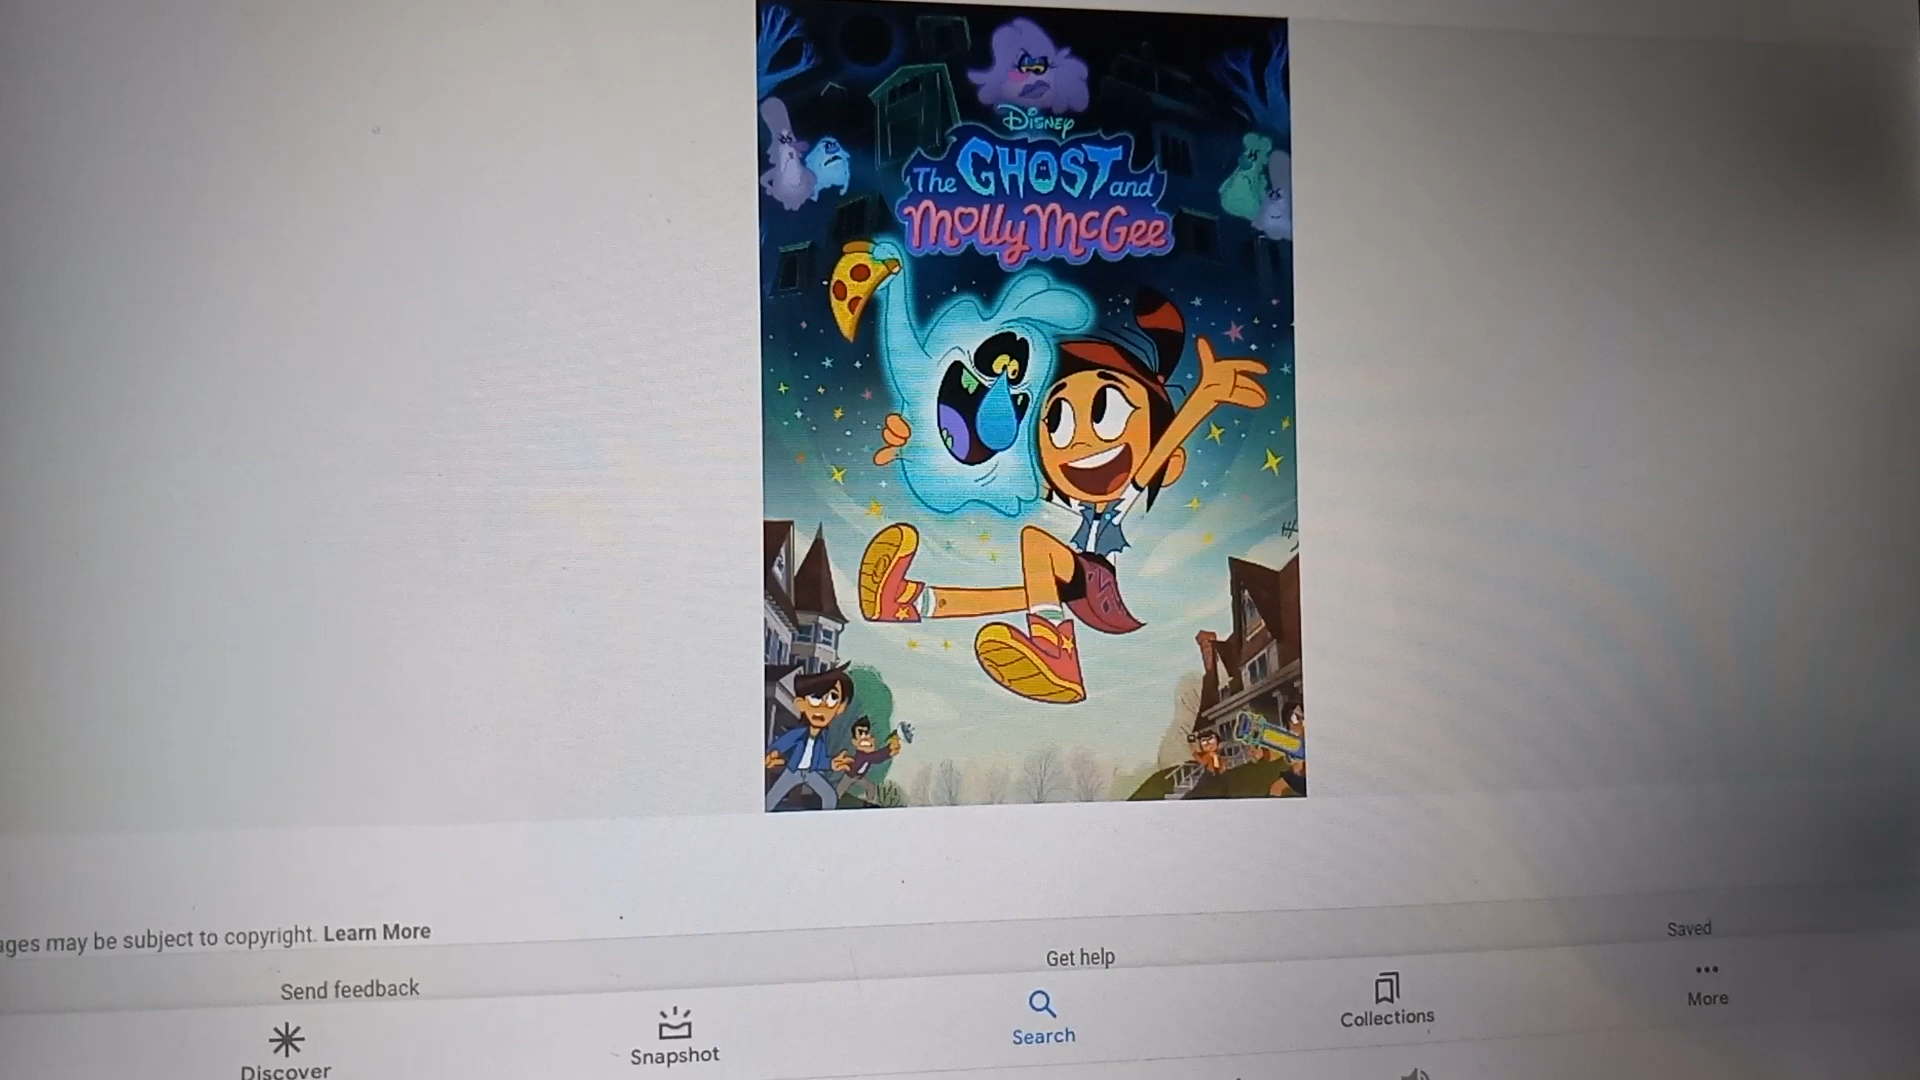 Disney
The GHOST and
Molly McGee
ages may be subject to copyright. Learn More
Saved
Get help
Send feedback
Discover
Snapshot
Search
Collections
More